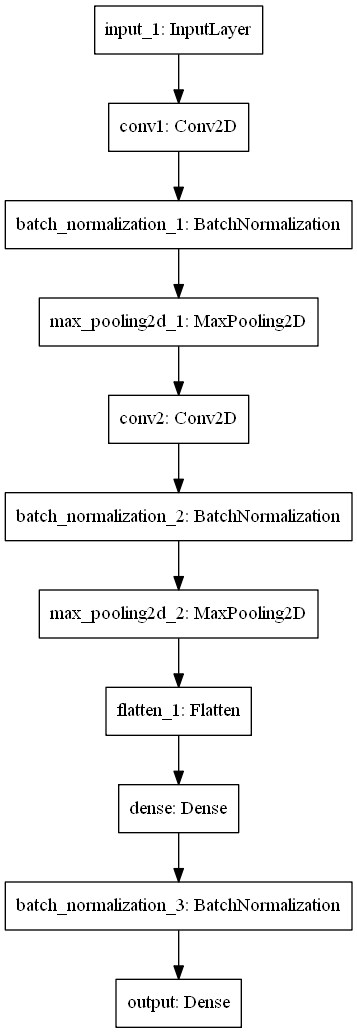 input_1: InputLayer
conv1: Conv2D
batch_normalization_1: BatchNormalization
max_pooling2d_1: MaxPooling2D
conv2: Conv2D
batch_normalization_2: BatchNormalization
max_pooling2d_2: MaxPooling2D
flatten_1: Flatten
dense: Dense
batch_normalization_3: BatchNormalization
output: Dense